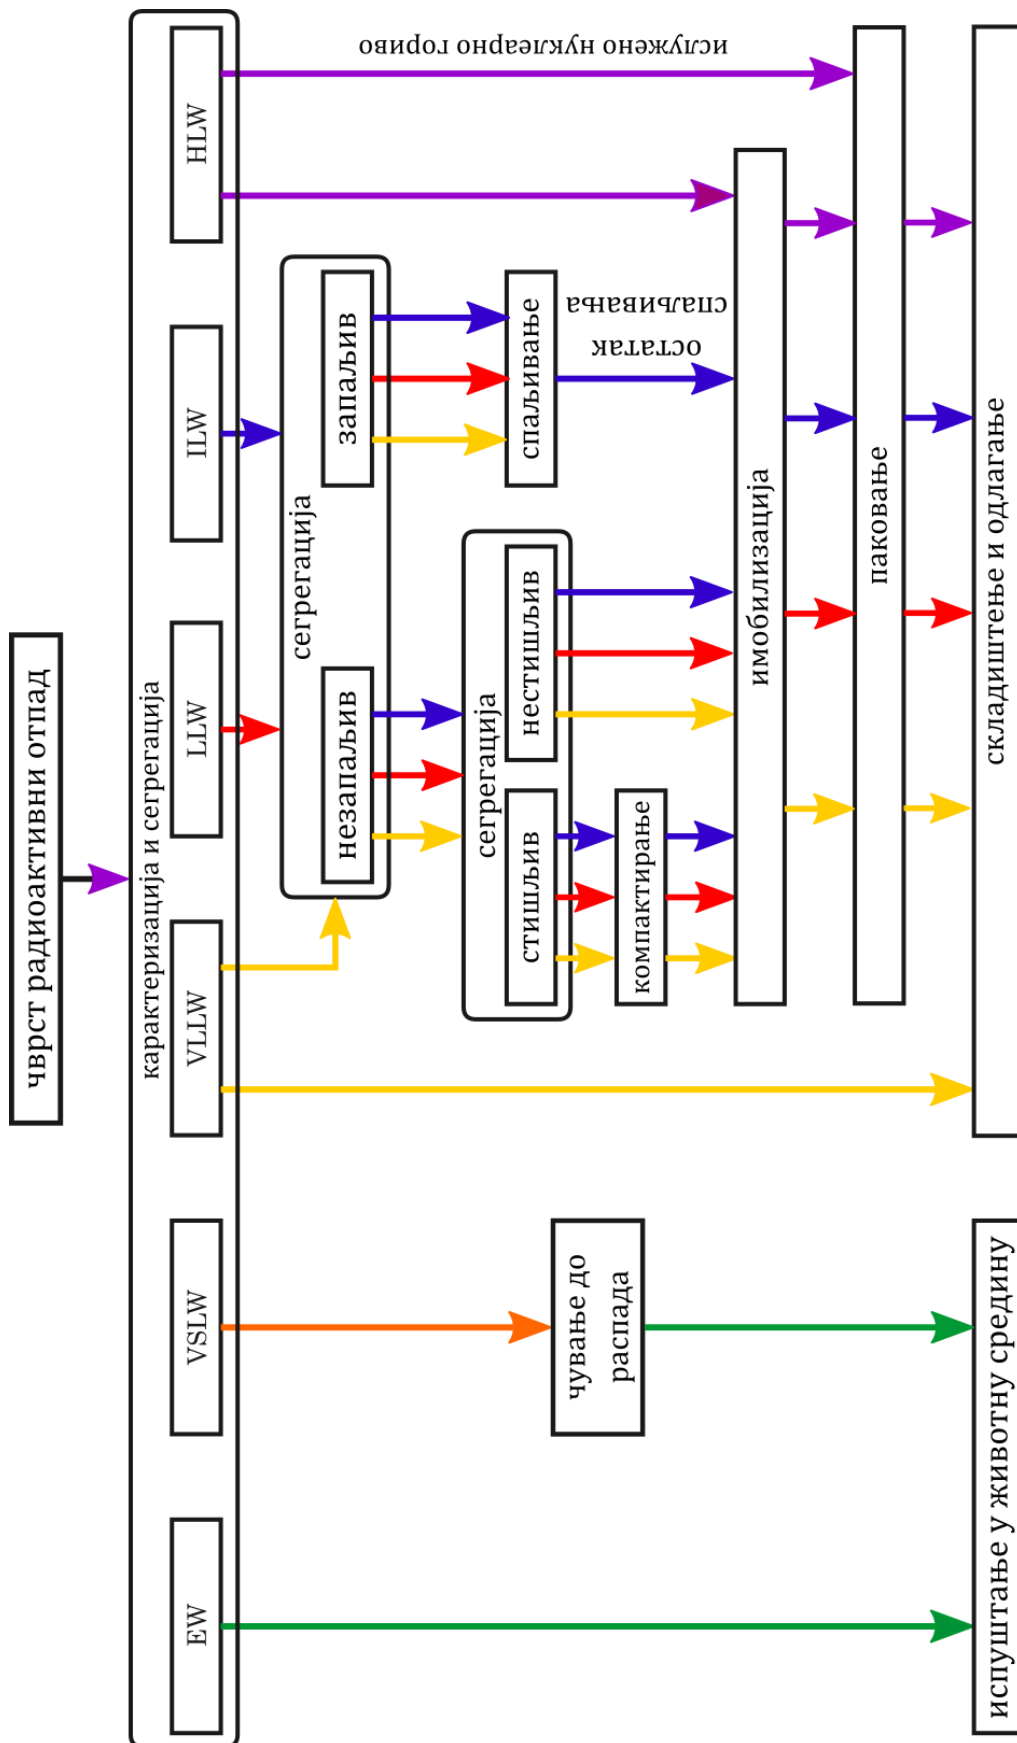 чврст радиоактивни отпад
карактеризација и сегрегација
EW
VSLW
VLLW
LLW
ILW
HLW
сегрегација
незапаљив
запаљив
сегрегација
стишљив
нестишљив
спаљивање
чување до
распада
компактирање
остатак
спаљивања
ислужено нуклеарно гориво
имобилизација
паковање
испуштање у животну средину
складиштење и одлагање